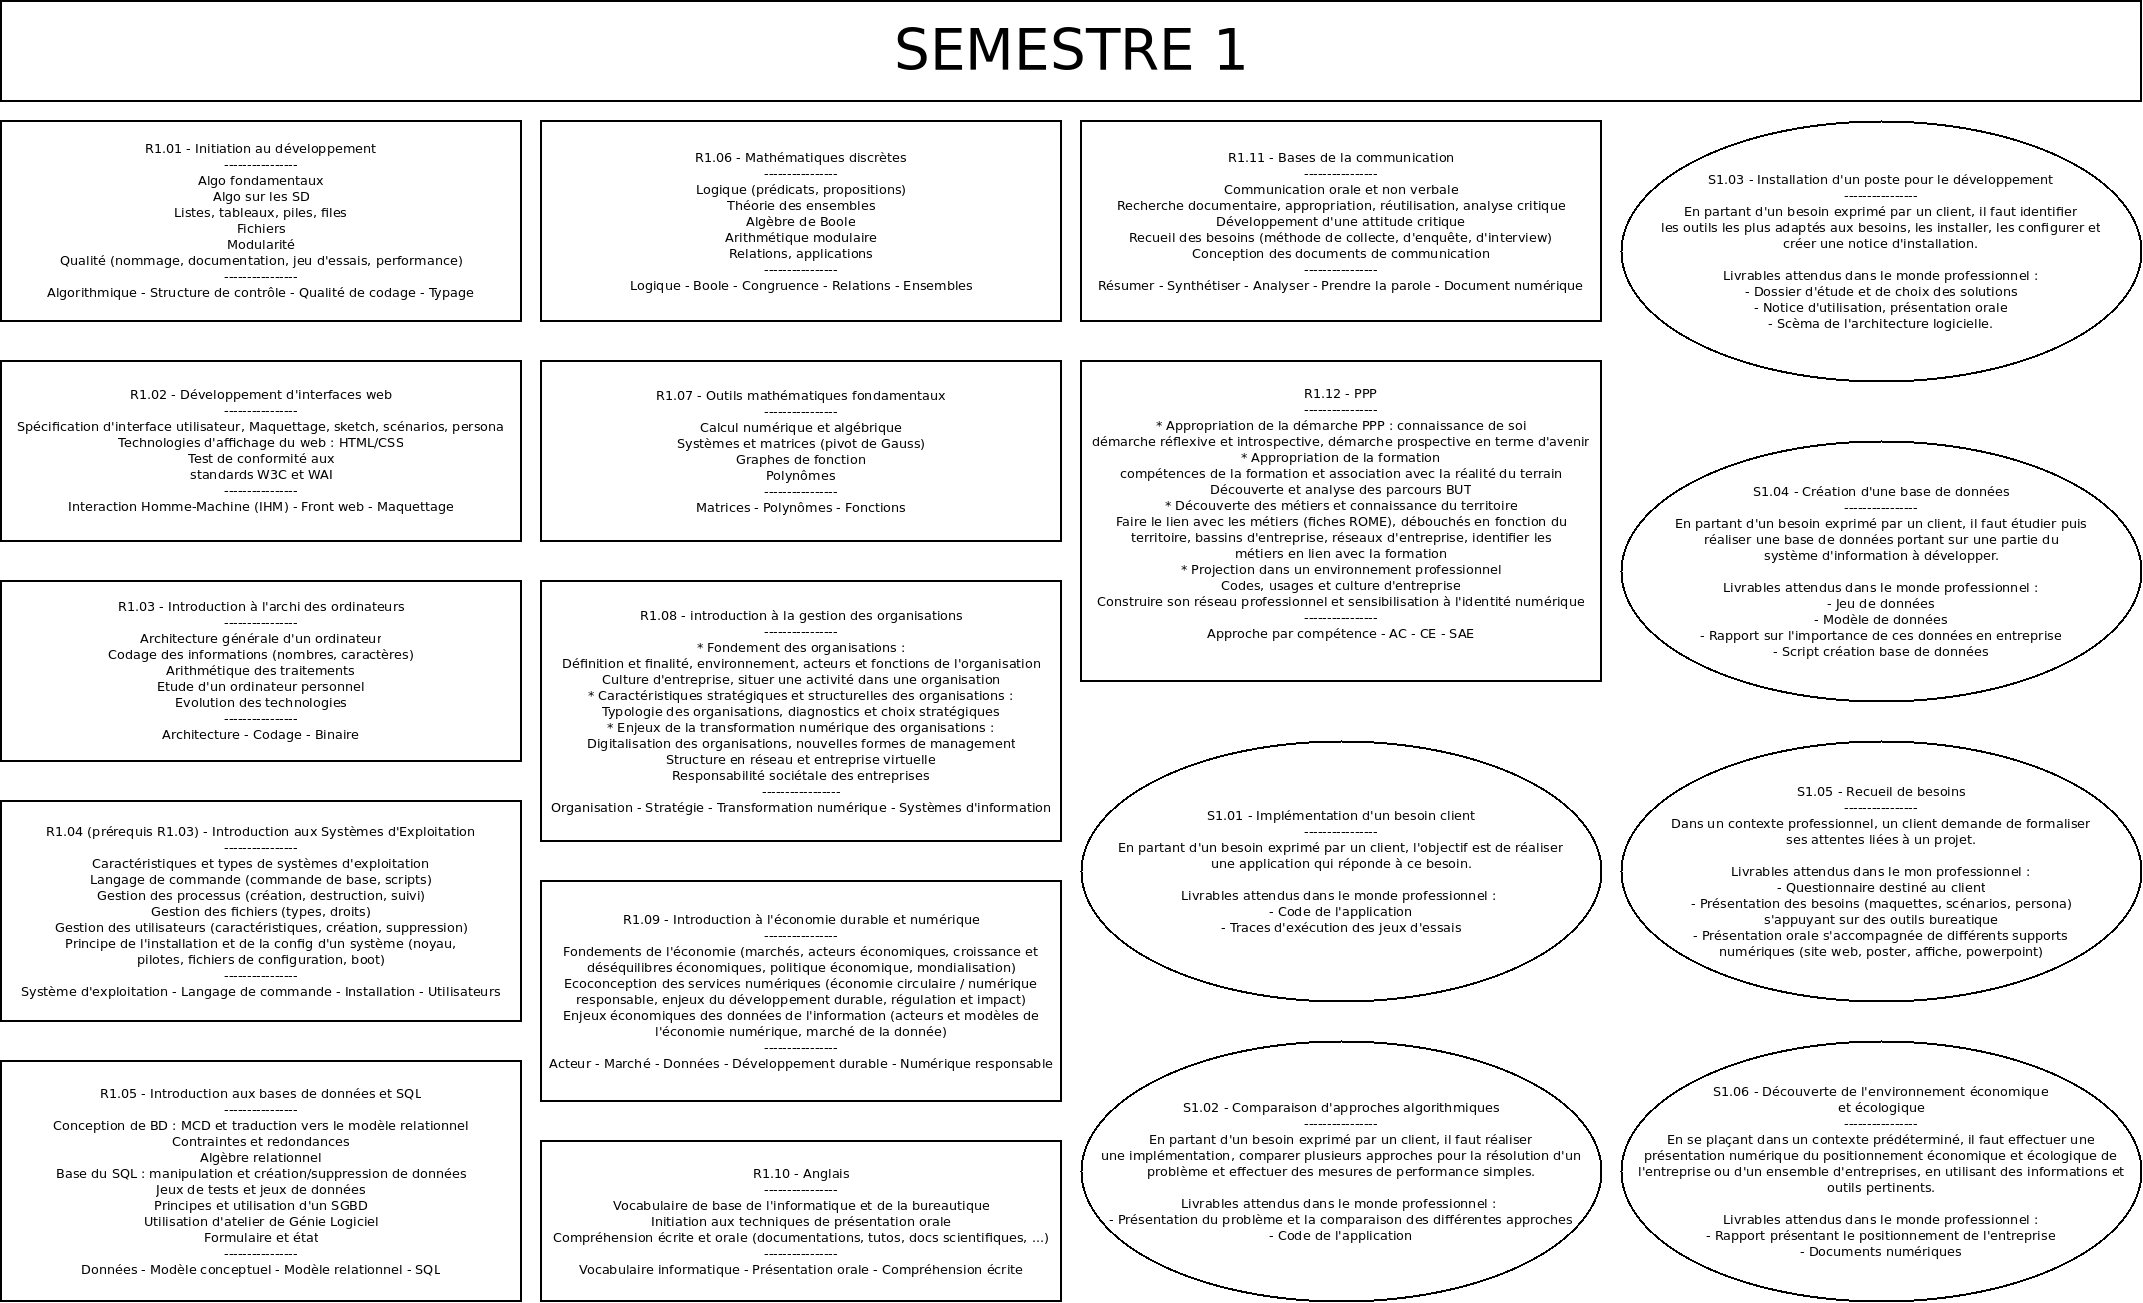 SEMESTRE 1
R1.01 - Initiation au développement
----------------
Algo fondamentaux
Algo sur les SD
Listes, tableaux, piles, files
Fichiers
Modularité
Qualité (nommage, documentation, jeu d'essais, performance)
----------------
Algorithmique - Structure de contrôle - Qualité de codage - Typage
R1.02 - Développement d'interfaces web
----------------
Spécification d'interface utilisateur, Maquettage, sketch, scénarios, persona
Technologies d'affichage du web : HTML/CSS
Test de conformité aux
standards W3C et WAI
----------------
Interaction Homme-Machine (IHM) - Front web - Maquettage
R1.03 - Introduction à l'archi des ordinateurs
----------------
Architecture générale d'un ordinateur
Codage des informations (nombres, caractères)
Arithmétique des traitements
Etude d'un ordinateur personnel
Evolution des technologies
----------------
Architecture - Codage - Binaire
R1.04 (prérequis R1.03) - Introduction aux Systèmes d'Exploitation
----------------
Caractéristiques et types de systèmes d'exploitation
Langage de commande (commande de base, scripts)
Gestion des processus (création, destruction, suivi)
Gestion des fichiers (types, droits)
Gestion des utilisateurs (caractéristiques, création, suppression)
Principe de l'installation et de la config d'un système (noyau,
pilotes, fichiers de configuration, boot)
----------------
Système d'exploitation - Langage de commande - Installation - Utilisateurs
R1.05 - Introduction aux bases de données et SQL
----------------
Conception de BD : MCD et traduction vers le modèle relationnel
Contraintes et redondances
Algèbre relationnel
Base du SQL : manipulation et création/suppression de données
Jeux de tests et jeux de données
Principes et utilisation d'un SGBD
Utilisation d'atelier de Génie Logiciel
Formulaire et état
----------------
Données - Modèle conceptuel - Modèle relationnel - SQL
R1.06 - Mathématiques discrètes
----------------
Logique (prédicats, propositions)
Théorie des ensembles
Algèbre de Boole
Arithmétique modulaire
Relations, applications
----------------
Logique - Boole - Congruence - Relations - Ensembles
R1.07 - Outils mathématiques fondamentaux
----------------
Calcul numérique et algébrique
Systèmes et matrices (pivot de Gauss)
Graphes de fonction
Polynômes
----------------
Matrices - Polynômes - Fonctions
R1.08 - introduction à la gestion des organisations
----------------
* Fondement des organisations :
Définition et finalité, environnement, acteurs et fonctions de l'organisation
Culture d'entreprise, situer une activité dans une organisation
* Caractéristiques stratégiques et structurelles des organisations :
Typologie des organisations, diagnostics et choix stratégiques
* Enjeux de la transformation numérique des organisations :
Digitalisation des organisations, nouvelles formes de management
Structure en réseau et entreprise virtuelle
Responsabilité sociétale des entreprises
-----------------
Organisation - Stratégie - Transformation numérique - Systèmes d'information
R1.09 - Introduction à l'économie durable et numérique
----------------
Fondements de l'économie (marchés, acteurs économiques, croissance et
déséquilibres économiques, politique économique, mondialisation)
Ecoconception des services numériques (économie circulaire / numérique
responsable, enjeux du développement durable, régulation et impact)
Enjeux économiques des données de l'information (acteurs et modèles de
l'économie numérique, marché de la donnée)
----------------
Acteur - Marché - Données - Développement durable - Numérique responsable
R1.10 - Anglais
----------------
Vocabulaire de base de l'informatique et de la bureautique
Initiation aux techniques de présentation orale
Compréhension écrite et orale (documentations, tutos, docs scientifiques, ...)
----------------
Vocabulaire informatique - Présentation orale - Compréhension écrite
R1.11 - Bases de la communication
----------------
Communication orale et non verbale
Recherche documentaire, appropriation, réutilisation, analyse critique
Développement d'une attitude critique
Recueil des besoins (méthode de collecte, d'enquête, d'interview)
Conception des documents de communication
----------------
Résumer - Synthétiser - Analyser - Prendre la parole - Document numérique
R1.12 - PPP
----------------
* Appropriation de la démarche PPP : connaissance de soi
démarche réflexive et introspective, démarche prospective en terme d'avenir
* Appropriation de la formation
compétences de la formation et association avec la réalité du terrain
Découverte et analyse des parcours BUT
* Découverte des métiers et connaissance du territoire
Faire le lien avec les métiers (fiches ROME), débouchés en fonction du
territoire, bassins d'entreprise, réseaux d'entreprise, identifier les
métiers en lien avec la formation
* Projection dans un environnement professionnel
Codes, usages et culture d'entreprise
Construire son réseau professionnel et sensibilisation à l'identité numérique
----------------
Approche par compétence - AC - CE - SAE
S1.01 - Implémentation d'un besoin client
----------------
En partant d'un besoin exprimé par un client, l'objectif est de réaliser
une application qui réponde à ce besoin.
Livrables attendus dans le monde professionnel :
- Code de l'application
- Traces d'exécution des jeux d'essais
S1.02 - Comparaison d'approches algorithmiques
----------------
En partant d'un besoin exprimé par un client, il faut réaliser
une implémentation, comparer plusieurs approches pour la résolution d'un
problème et effectuer des mesures de performance simples.
Livrables attendus dans le monde professionnel :
- Présentation du problème et la comparaison des différentes approches
- Code de l'application
S1.03 - Installation d'un poste pour le développement
----------------
En partant d'un besoin exprimé par un client, il faut identifier
les outils les plus adaptés aux besoins, les installer, les configurer et
créer une notice d'installation.
Livrables attendus dans le monde professionnel :
- Dossier d'étude et de choix des solutions
- Notice d'utilisation, présentation orale
- Scèma de l'architecture logicielle.
S1.04 - Création d'une base de données
----------------
En partant d'un besoin exprimé par un client, il faut étudier puis
réaliser une base de données portant sur une partie du
système d'information à développer.
Livrables attendus dans le monde professionnel :
- Jeu de données
- Modèle de données
- Rapport sur l'importance de ces données en entreprise
- Script création base de données
S1.05 - Recueil de besoins
----------------
Dans un contexte professionnel, un client demande de formaliser
ses attentes liées à un projet.
Livrables attendus dans le mon professionnel :
- Questionnaire destiné au client
- Présentation des besoins (maquettes, scénarios, persona)
s'appuyant sur des outils bureatique
- Présentation orale s'accompagnée de différents supports
numériques (site web, poster, affiche, powerpoint)
S1.06 - Découverte de l'environnement économique
et écologique
----------------
En se plaçant dans un contexte prédéterminé, il faut effectuer une
présentation numérique du positionnement économique et écologique de
l'entreprise ou d'un ensemble d'entreprises, en utilisant des informations et
outils pertinents.
Livrables attendus dans le monde professionnel :
- Rapport présentant le positionnement de l'entreprise
- Documents numériques